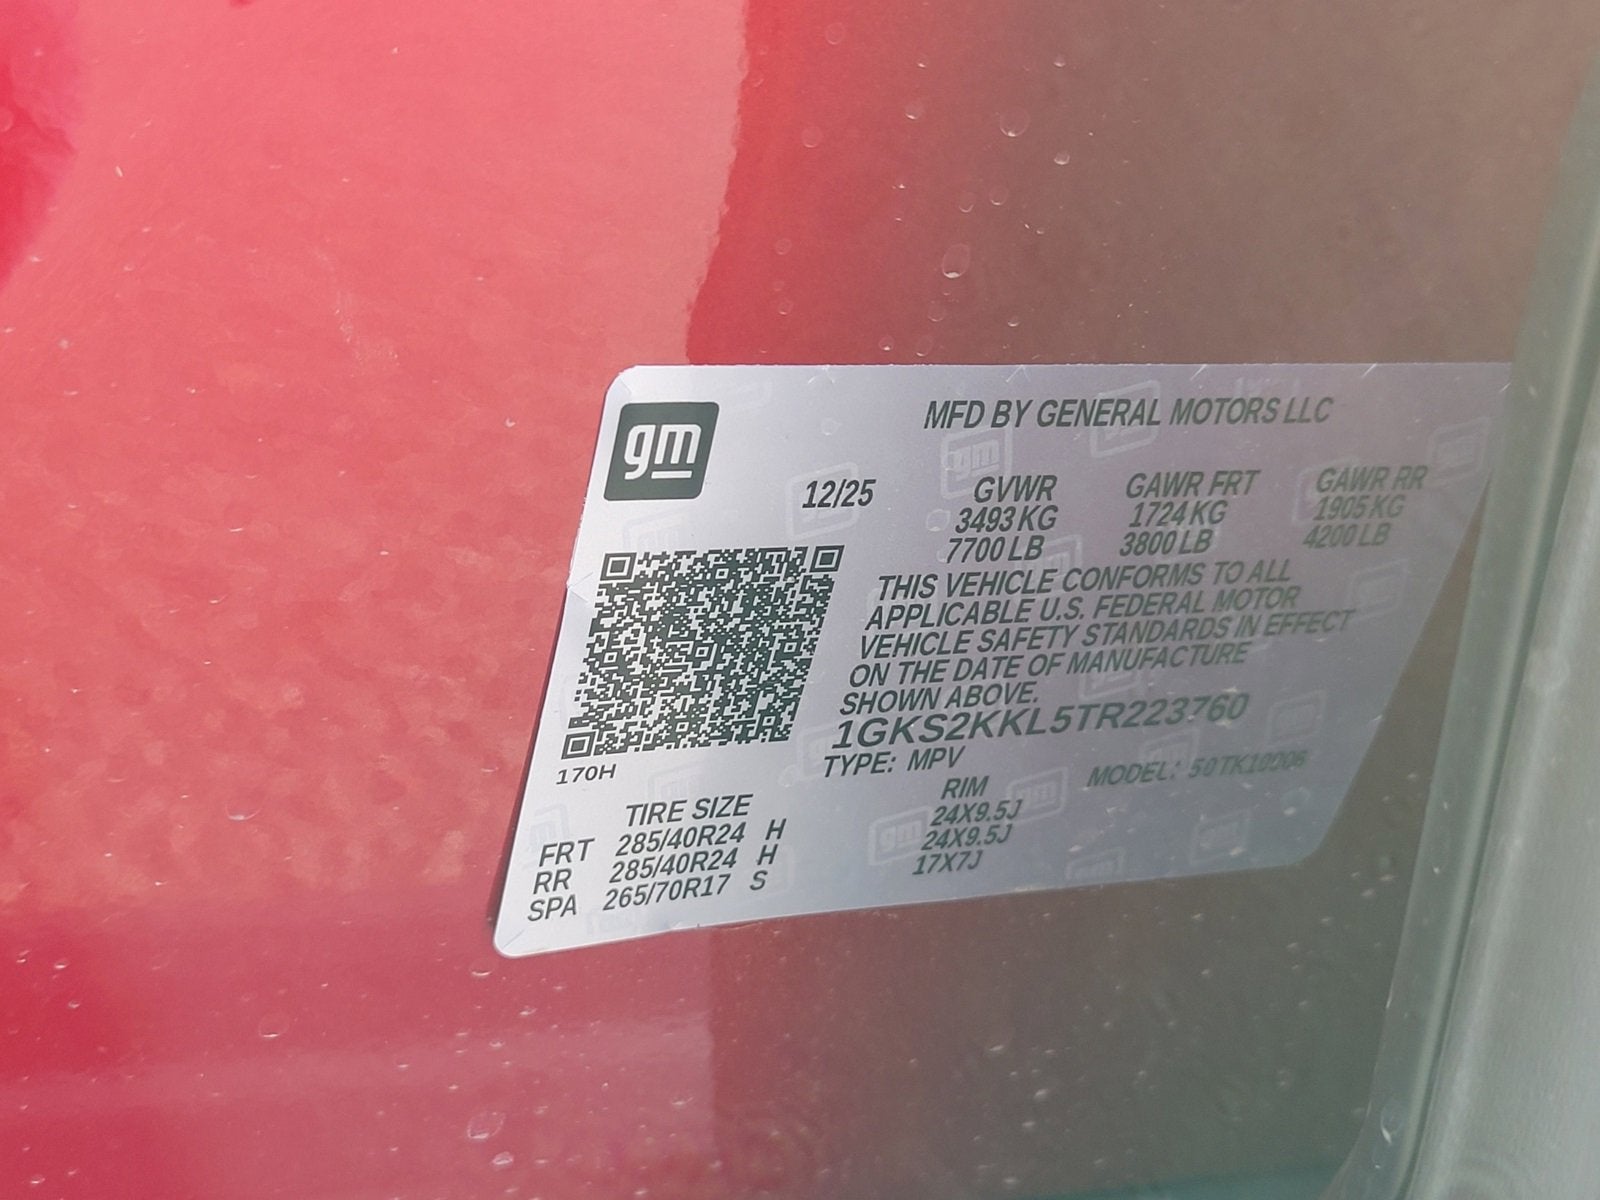 gm
MFD BY GENERAL MOTORS LLC
12/25 GVWR GAWR FRT GAWR RR
3493 KG 1724 KG 1905 KG
7700 LB 3800 LB 4200 LB
THIS VEHICLE CONFORMS TO ALL
APPLICABLE U.S. FEDERAL MOTOR
VEHICLE SAFETY STANDARDS IN EFFECT
ON THE DATE OF MANUFACTURE
SHOWN ABOVE.
1GKS2KKL5TR223760
TYPE: MPV MODEL:
170H
TIRE SIZE RIM
FRT 285/40R24 H 24X9.5J
RR 285/40R24 H 24X9.5J
SPA 265/70R17 S 17X7J